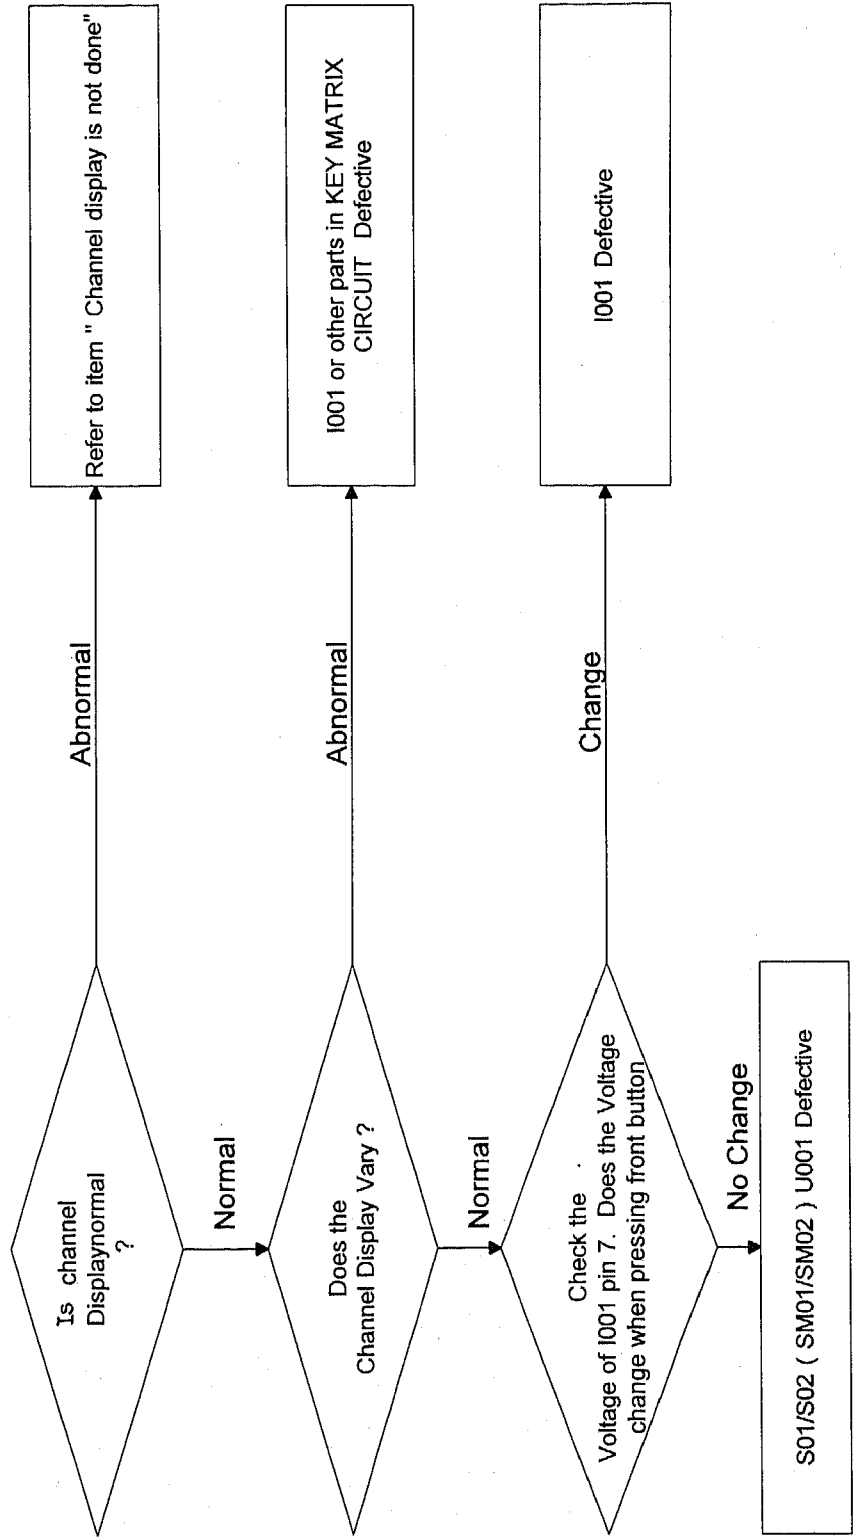 Is channel
Displaynormal
?
Abnormal
Refer to item " Channel display is not done"
Normal
Does the
Channel Display Vary ?
Abnormal
I001 or other parts in KEY MATRIX
CIRCUIT Defective
Normal
Check the
Voltage of I001 pin 7. Does the Voltage
change when pressing front button
Change
I001 Defective
No Change
S01/S02 ( SM01/SM02 ) U001 Defective